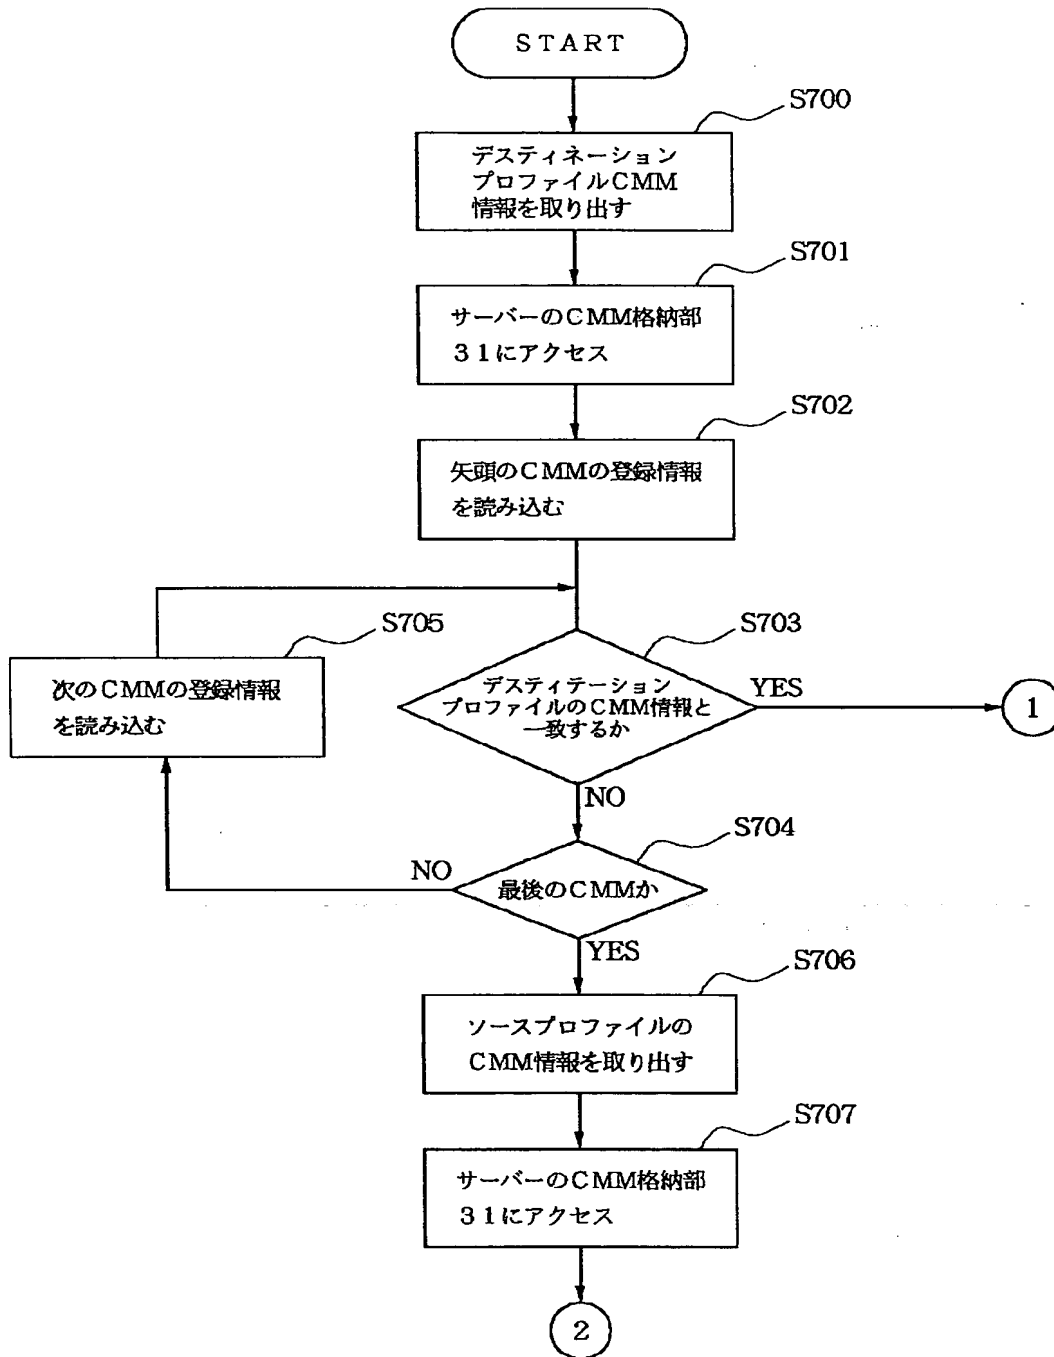 START
S700
デスティネーション
プロファイルCMM
情報を取り出す
S701
サーバーのCMM格納部
31にアクセス
S702
矢頭のCMMの登録情報
を読み込む
S705
次のCMMの登録情報
を読み込む
S703
デスティテーション
プロファイルのCMM情報と
一致するか
YES
1
NO
S704
最後のCMMか
NO
YES
S706
ソースプロファイルの
CMM情報を取り出す
S707
サーバーのCMM格納部
31にアクセス
2